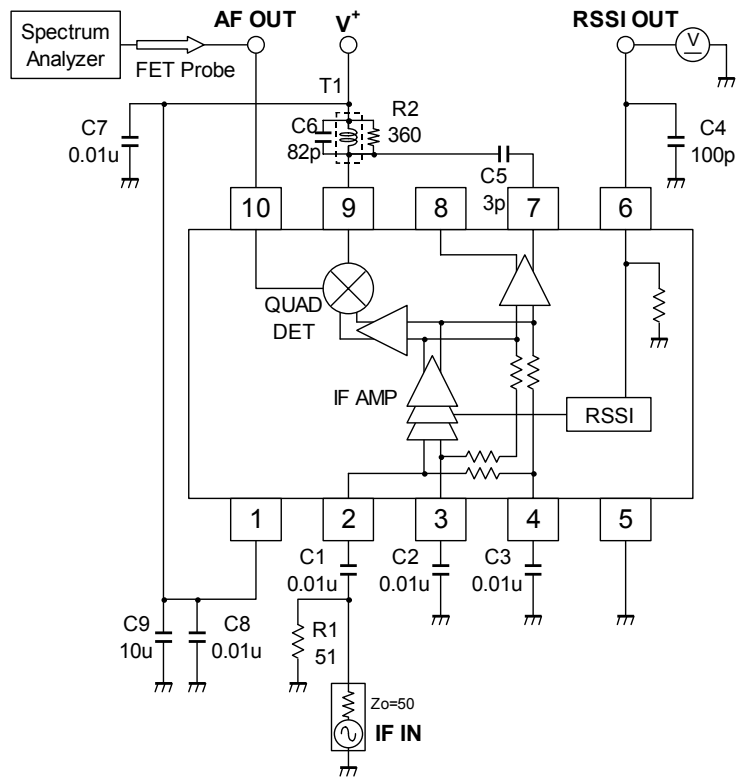 Spectrum
Analyzer
FET Probe
AF OUT
V+
RSSI OUT
V
T1
C7
0.01u
C6
82p
R2
360
C5
3p
C4
100p
10
9
8
7
6
QUAD
DET
IF AMP
RSSI
1
2
3
4
5
C1
0.01u
C2
0.01u
C3
0.01u
C9
10u
C8
0.01u
R1
51
Zo=50
IF IN